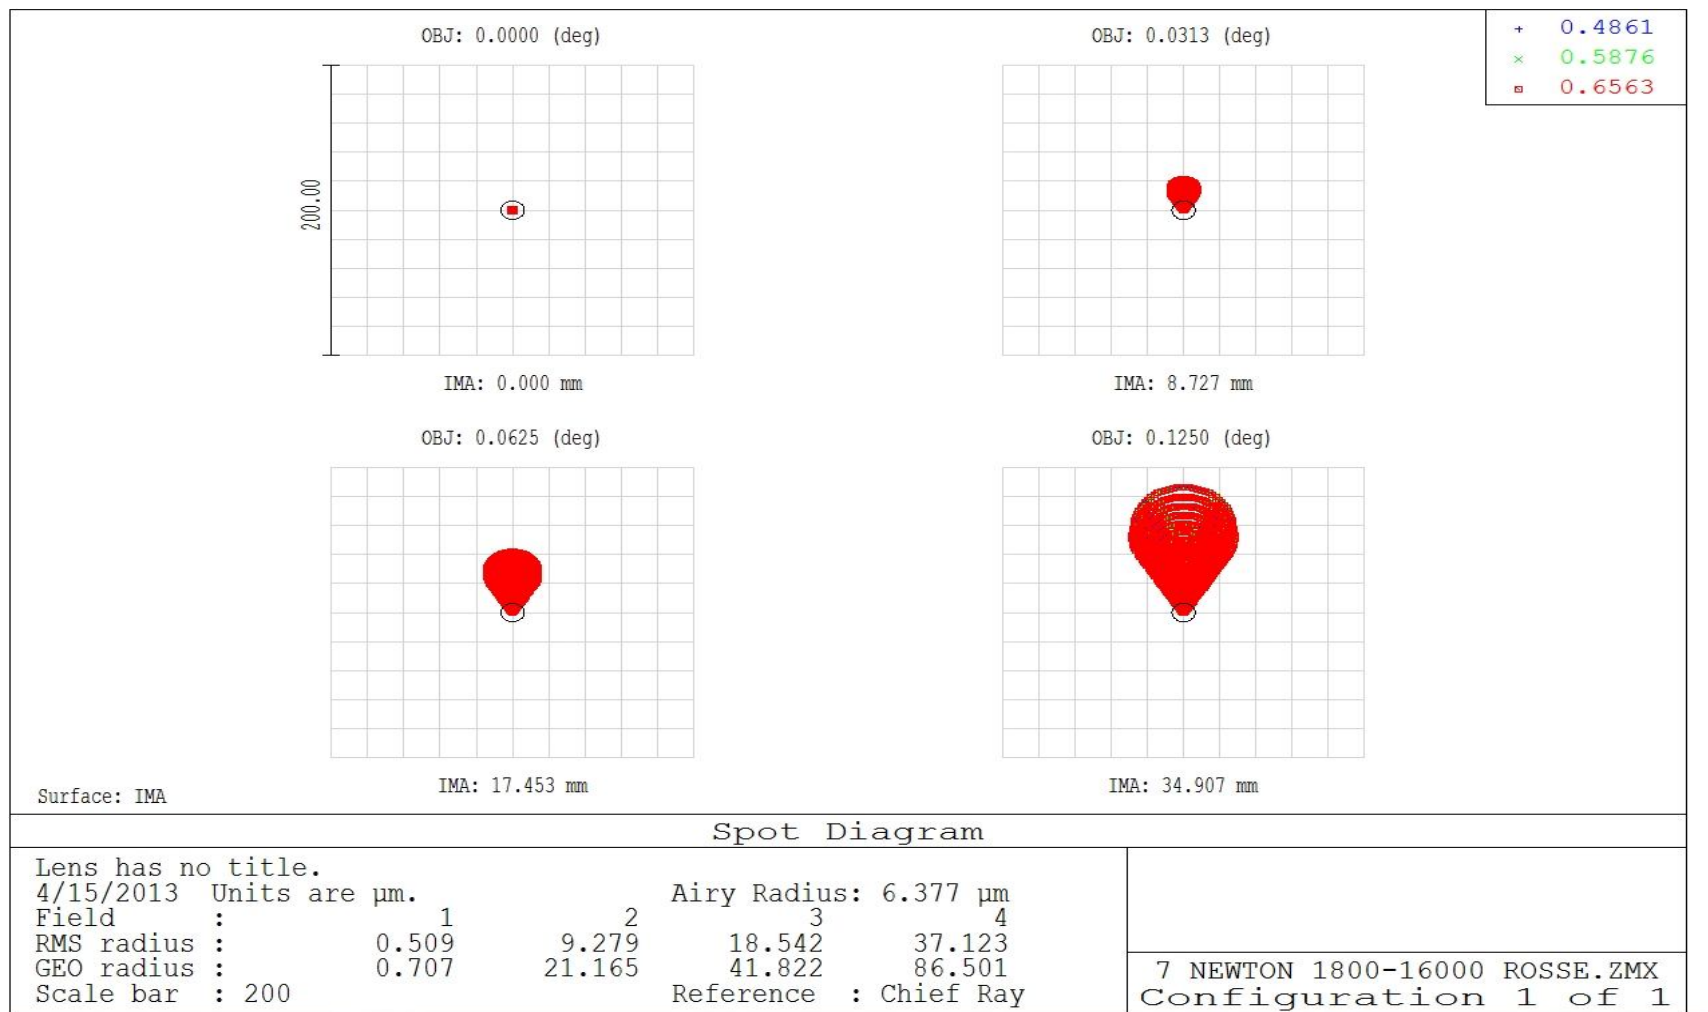 OBJ: 0.0000 (deg)
OBJ: 0.0313 (deg)
+ 0.4861
× 0.5876
0.6563
200.00
IMA: 0.000 mm
IMA: 8.727 mm
OBJ: 0.0625 (deg)
OBJ: 0.1250 (deg)
IMA: 17.453 mm
IMA: 34.907 mm
Surface: IMA
Spot Diagram
Lens has no title.
4/15/2013 Units are µm. Airy Radius: 6.377 µm
Field : 1 2 3 4
RMS radius : 0.509 9.279 18.542 37.123
GEO radius : 0.707 21.165 41.822 86.501
Scale bar : 200 Reference : Chief Ray
7 NEWTON 1800-16000 ROSSE.ZMX
Configuration 1 of 1